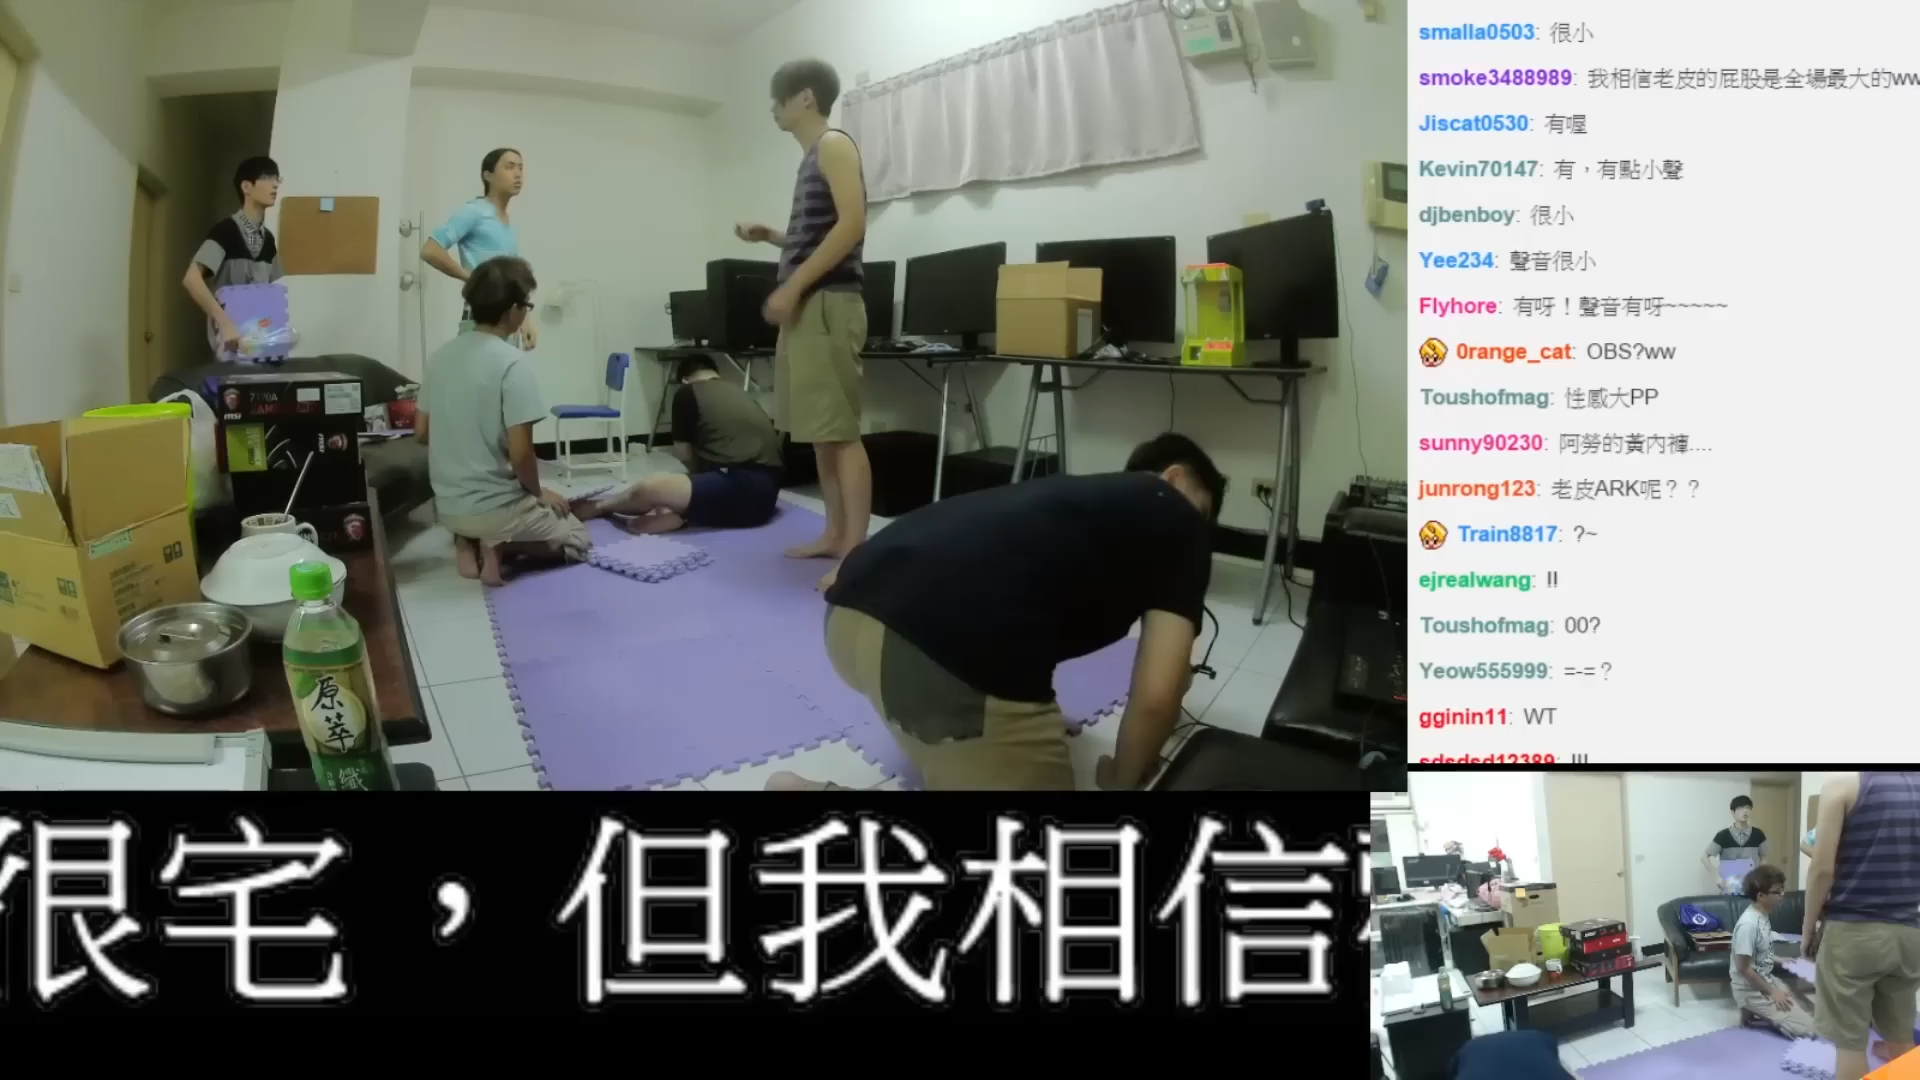 smalla0503: 很小
smoke3488989: 我相信老皮的屁股是全場最大的ww
Jiscat0530: 有喔
Kevin70147: 有，有點小聲
djbenboy: 很小
Yee234: 聲音很小
Flyhore: 有呀！聲音有呀~~~~~
0range_cat: OBS?ww
Toushofmag: 性感大PP
sunny90230: 阿勞的黃內褲....
junrong123: 老皮ARK呢？？
Train8817: ?~
ejrealwang: !!
Toushofmag: 00?
Yeow555999: =-=？
gginin11: WT
sdsdsd12389: !!!
msi
原萃
很宅，但我相信